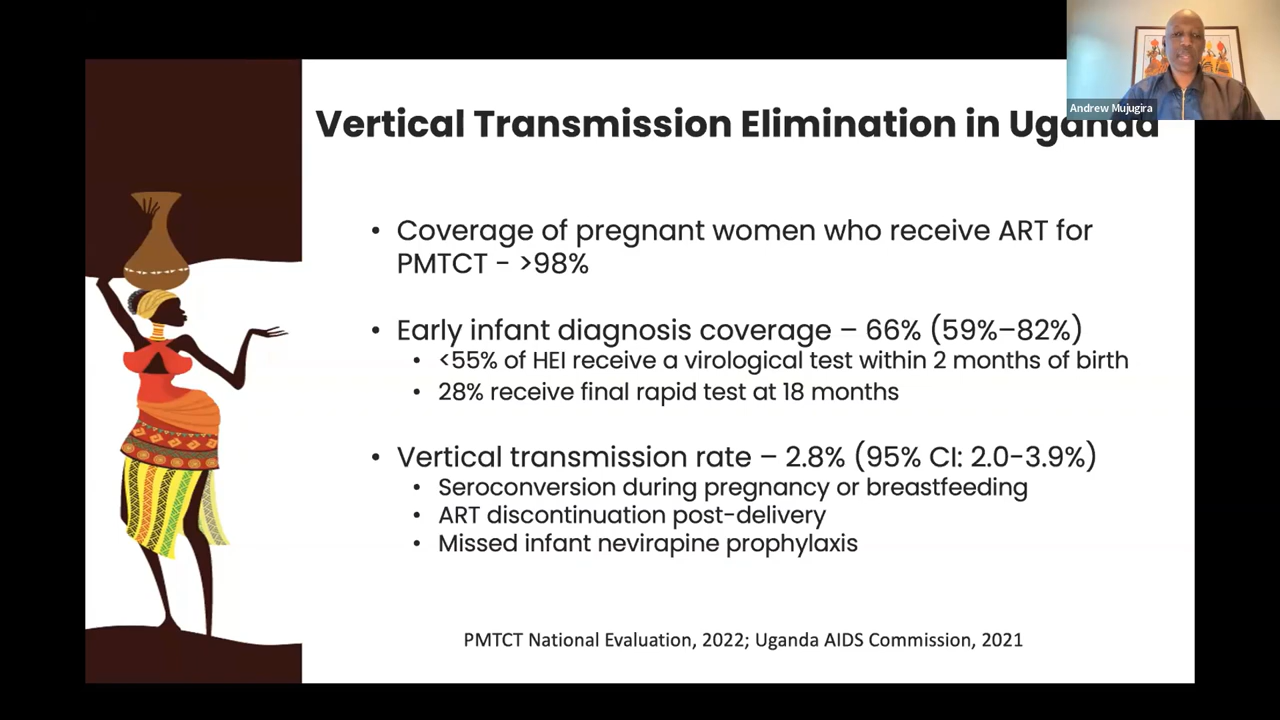 Andrew Mujugira
Vertical Transmission Elimination in Uganda
• Coverage of pregnant women who receive ART for
PMTCT - >98%
• Early infant diagnosis coverage – 66% (59%–82%)
• <55% of HEI receive a virological test within 2 months of birth
• 28% receive final rapid test at 18 months
• Vertical transmission rate – 2.8% (95% CI: 2.0-3.9%)
• Seroconversion during pregnancy or breastfeeding
• ART discontinuation post-delivery
• Missed infant nevirapine prophylaxis
PMTCT National Evaluation, 2022; Uganda AIDS Commission, 2021